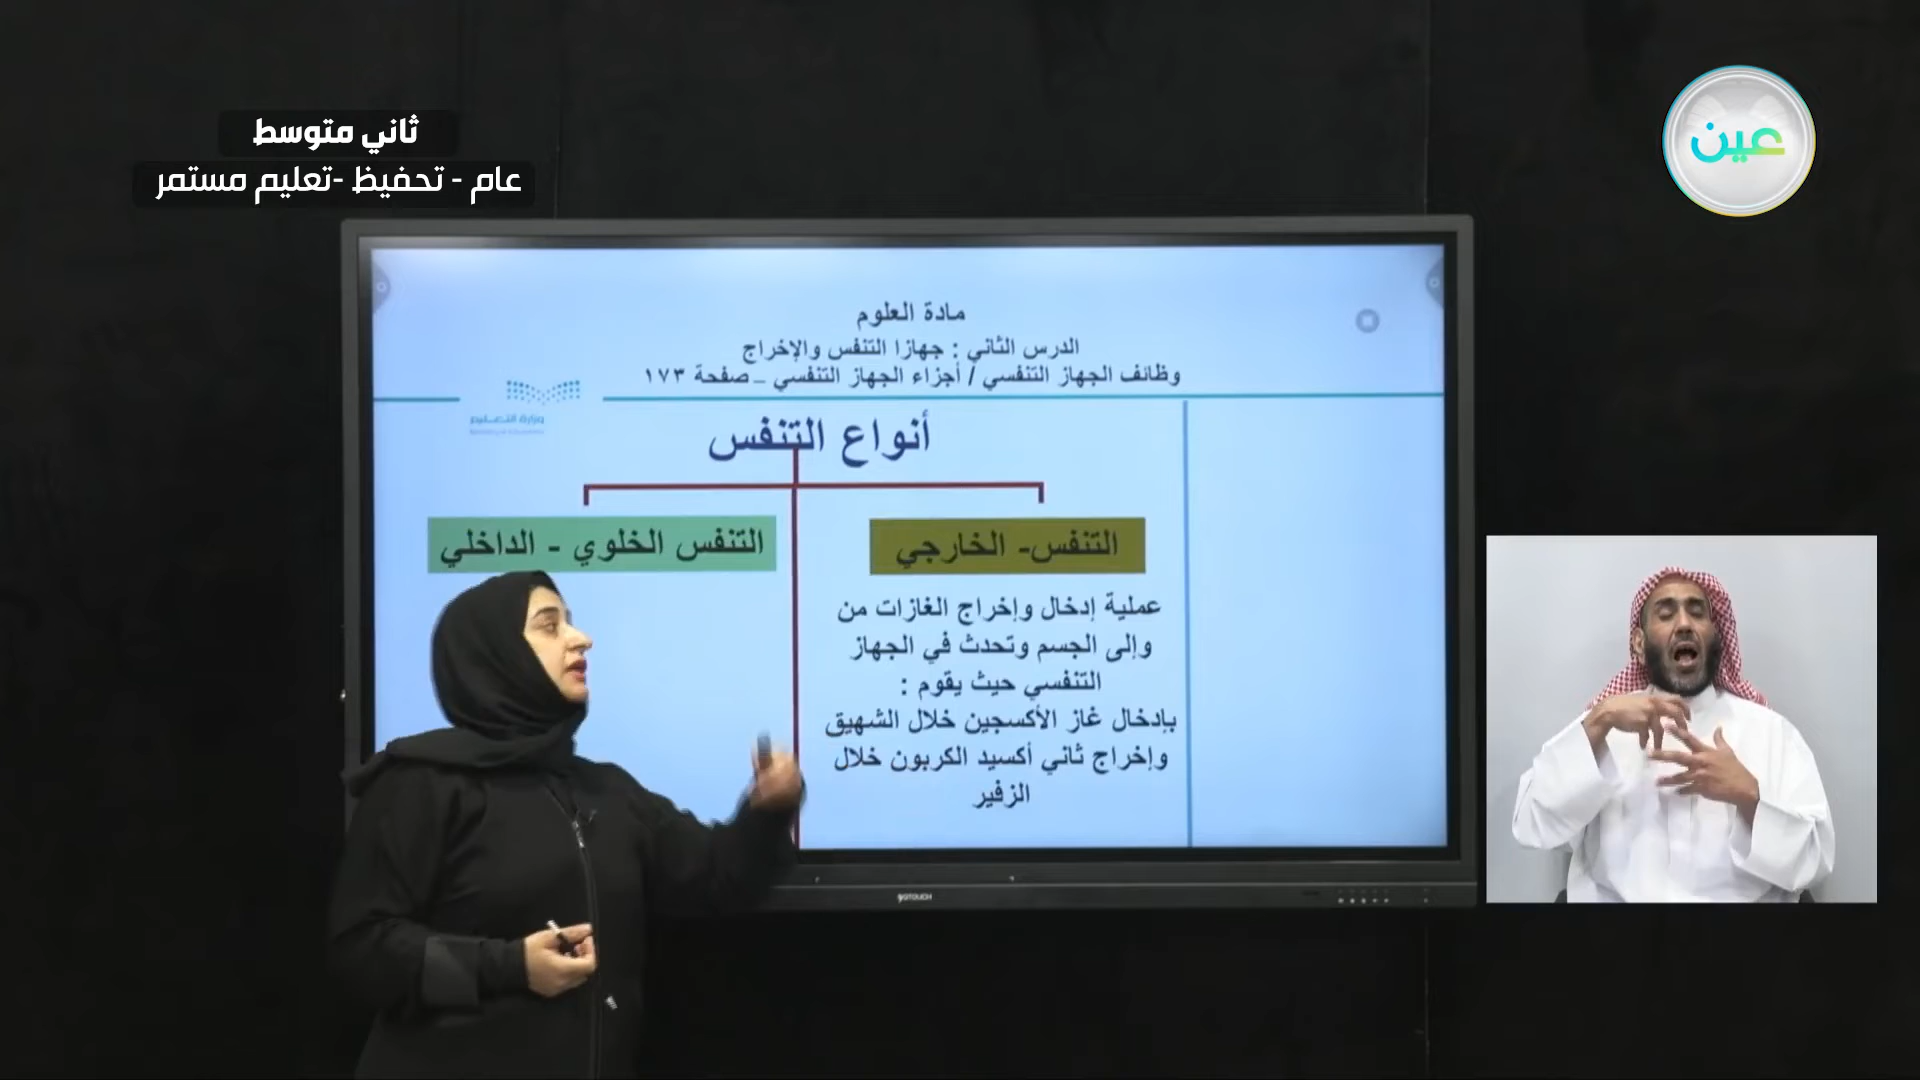 ثاني متوسط
عام - تحفيظ -تعليم مستمر
عين
مادة العلوم
الدرس الثاني : جهازا التنفس والإخراج
وظائف الجهاز التنفسي / أجزاء الجهاز التنفسي – صفحة ١٧٣
وزارة التعليم
أنواع التنفس
التنفس- الخارجي
عملية إدخال وإخراج الغازات من
وإلى الجسم وتحدث في الجهاز
التنفسي حيث يقوم :
بإدخال غاز الأكسجين خلال الشهيق
وإخراج ثاني أكسيد الكربون خلال
الزفير
التنفس الخلوي - الداخلي